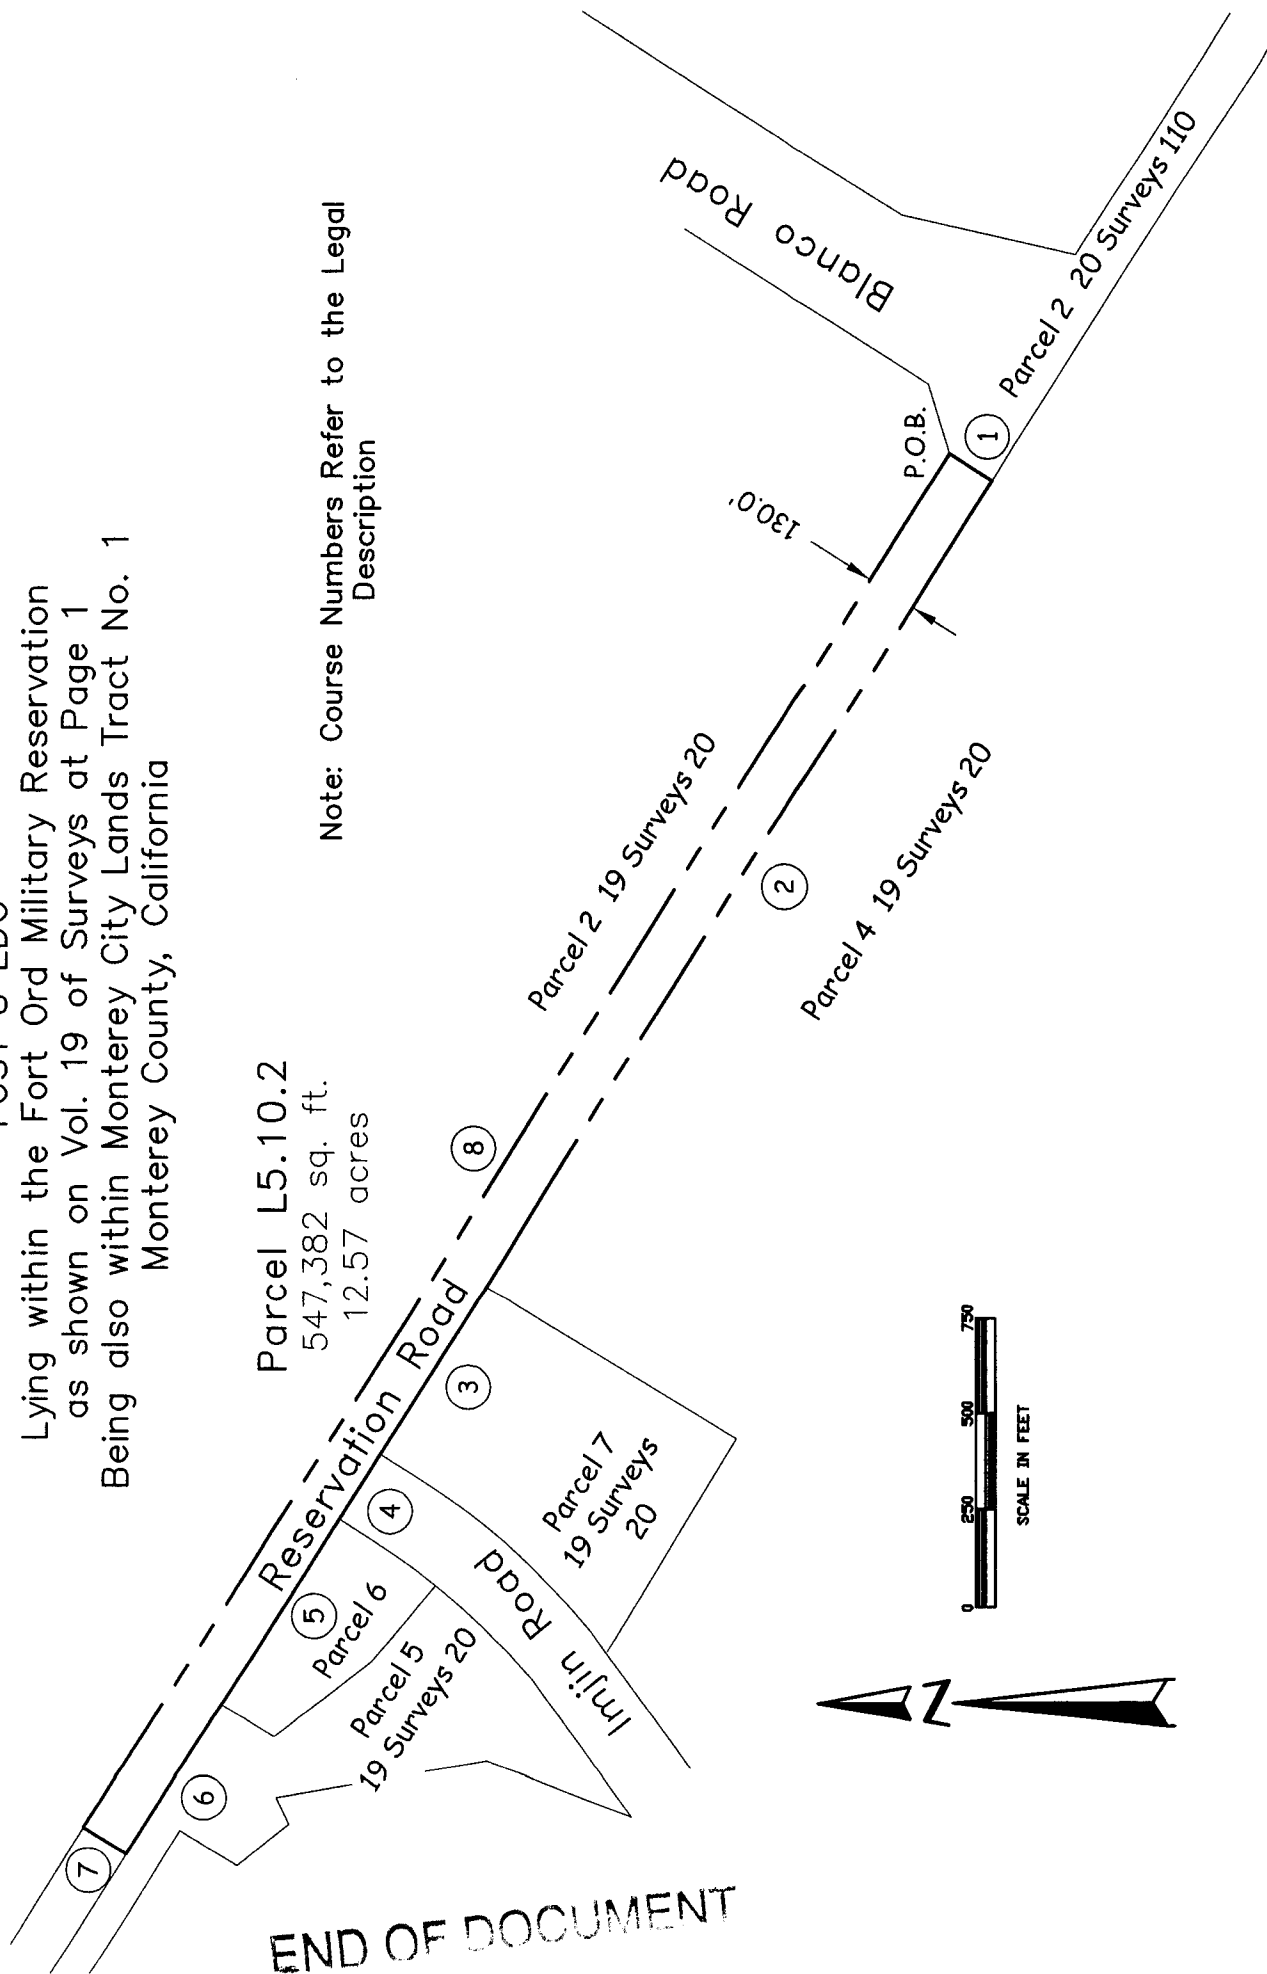 Lying within the Fort Ord Military Reservation
as shown on Vol. 19 of Surveys at Page 1
Being also within Monterey City Lands Tract No. 1
Monterey County, California
Note: Course Numbers Refer to the Legal
Description
Parcel L5.10.2
547,382 sq. ft.
12.57 acres
Blanco Road
P.O.B.
130.0'
1
Parcel 2 20 Surveys 110
Parcel 2 19 Surveys 20
2
Parcel 4 19 Surveys 20
8
Reservation Road
3
4
5
6
7
Parcel 7
19 Surveys
20
Parcel 6
Parcel 5
19 Surveys 20
Imjin Road
N
0 250 500 750
SCALE IN FEET
END OF DOCUMENT